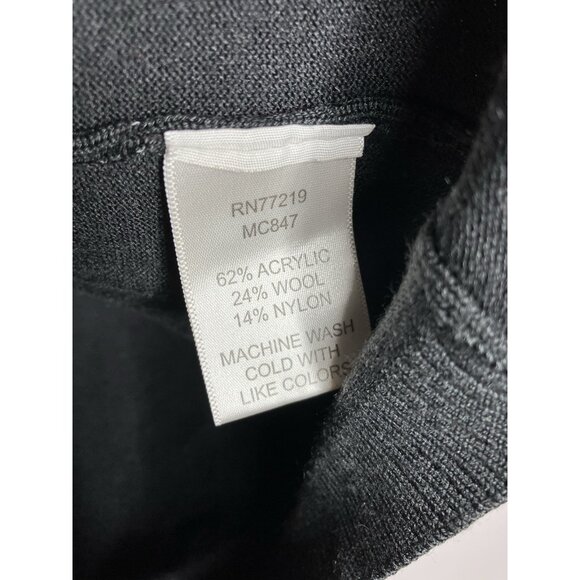 RN77219
MC847
62% ACRYLIC
24% WOOL
14% NYLON
MACHINE WASH
COLD WITH
LIKE COLORS